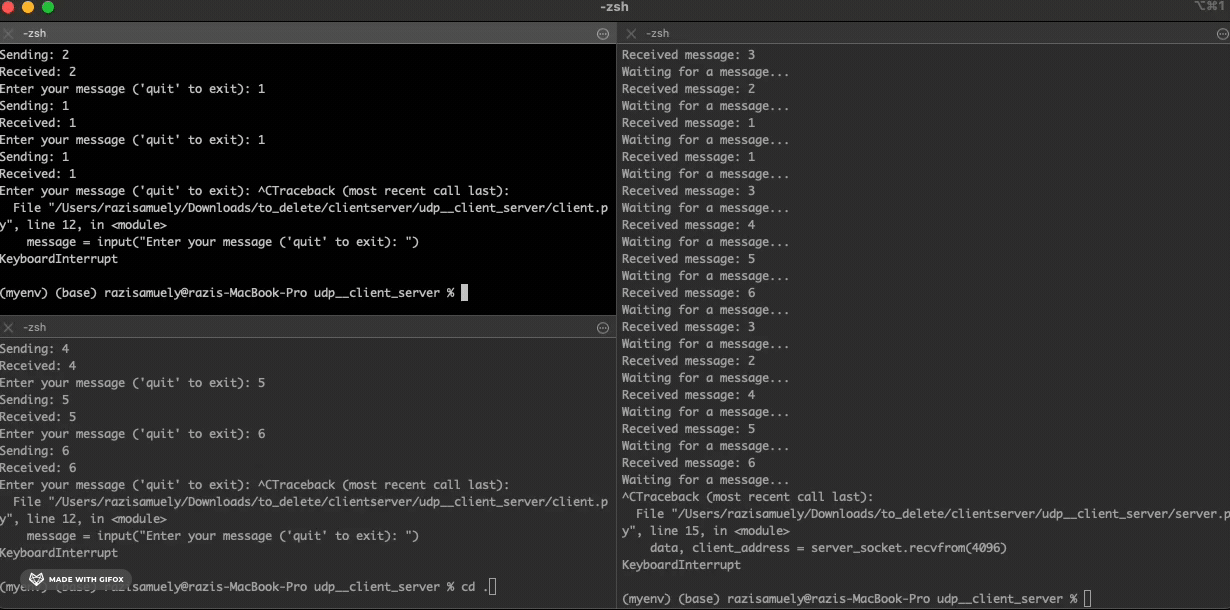 -zsh
⌥⌘1
-zsh
Sending: 2
Received: 2
Enter your message ('quit' to exit): 1
Sending: 1
Received: 1
Enter your message ('quit' to exit): 1
Sending: 1
Received: 1
Enter your message ('quit' to exit): ^CTraceback (most recent call last):
  File "/Users/razisamuely/Downloads/to_delete/clientserver/udp__client_server/client.p
y", line 12, in <module>
    message = input("Enter your message ('quit' to exit): ")
KeyboardInterrupt
(myenv) (base) razisamuely@razis-MacBook-Pro udp__client_server %
-zsh
Sending: 4
Received: 4
Enter your message ('quit' to exit): 5
Sending: 5
Received: 5
Enter your message ('quit' to exit): 6
Sending: 6
Received: 6
Enter your message ('quit' to exit): ^CTraceback (most recent call last):
  File "/Users/razisamuely/Downloads/to_delete/clientserver/udp__client_server/client.p
y", line 12, in <module>
    message = input("Enter your message ('quit' to exit): ")
KeyboardInterrupt
MADE WITH GIFOX
razisamuely@razis-MacBook-Pro udp__client_server % cd .
-zsh
Received message: 3
Waiting for a message...
Received message: 2
Waiting for a message...
Received message: 1
Waiting for a message...
Received message: 1
Waiting for a message...
Received message: 3
Waiting for a message...
Received message: 4
Waiting for a message...
Received message: 5
Waiting for a message...
Received message: 6
Waiting for a message...
Received message: 3
Waiting for a message...
Received message: 2
Waiting for a message...
Received message: 4
Waiting for a message...
Received message: 5
Waiting for a message...
Received message: 6
Waiting for a message...
^CTraceback (most recent call last):
  File "/Users/razisamuely/Downloads/to_delete/clientserver/udp__client_server/server.p
y", line 15, in <module>
    data, client_address = server_socket.recvfrom(4096)
KeyboardInterrupt
(myenv) (base) razisamuely@razis-MacBook-Pro udp__client_server %